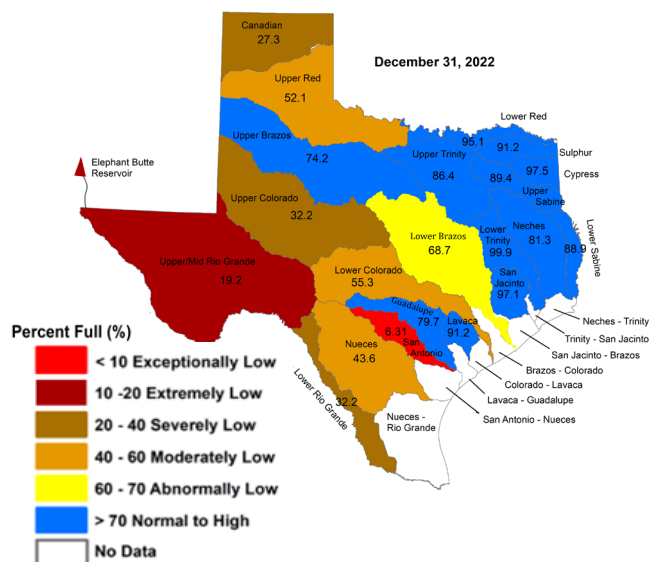 Canadian
27.3
December 31, 2022
Upper Red
52.1
Lower Red
Upper Brazos
74.2
Upper Trinity
86.4
95.1
91.2
Sulphur
97.5
Cypress
89.4
Upper
Sabine
Elephant Butte
Reservoir
Upper Colorado
32.2
Lower Brazos
68.7
Lower
Trinity
99.9
Neches
81.3
88.9
Lower Sabine
Upper/Mid Rio Grande
19.2
Lower Colorado
55.3
San
Jacinto
97.1
Guadalupe
79.7
Lavaca
91.2
8.31
San
Antonio
Nueces
43.6
Lower Rio Grande
32.2
Nueces -
Rio Grande
Neches - Trinity
Trinity - San Jacinto
San Jacinto - Brazos
Brazos - Colorado
Colorado - Lavaca
Lavaca - Guadalupe
San Antonio - Nueces
Percent Full (%)
< 10 Exceptionally Low
10 -20 Extremely Low
20 - 40 Severely Low
40 - 60 Moderately Low
60 - 70 Abnormally Low
> 70 Normal to High
No Data